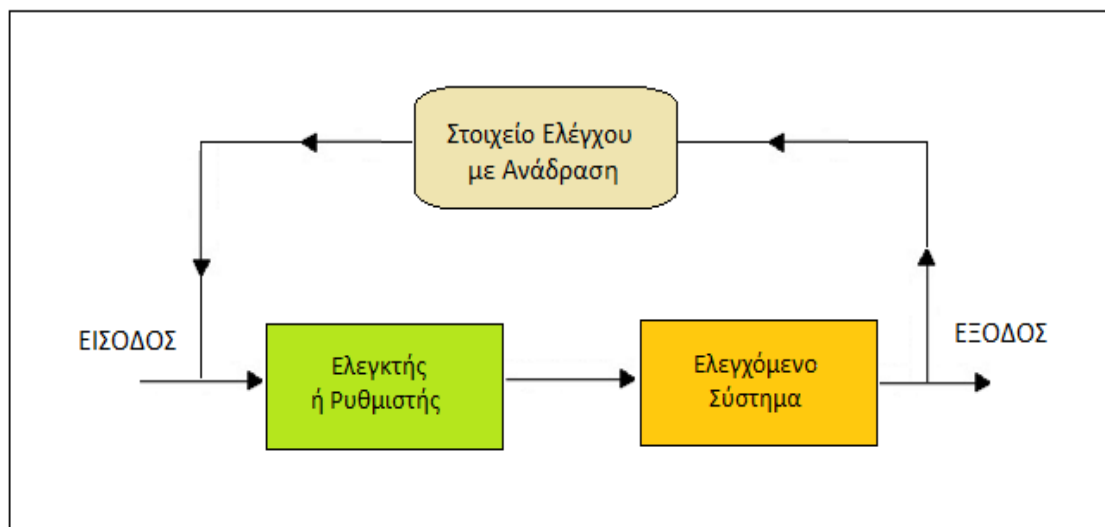 Στοιχείο Ελέγχου
με Ανάδραση
ΕΙΣΟΔΟΣ
Ελεγκτής
ή Ρυθμιστής
Ελεγχόμενο
Σύστημα
ΕΞΟΔΟΣ